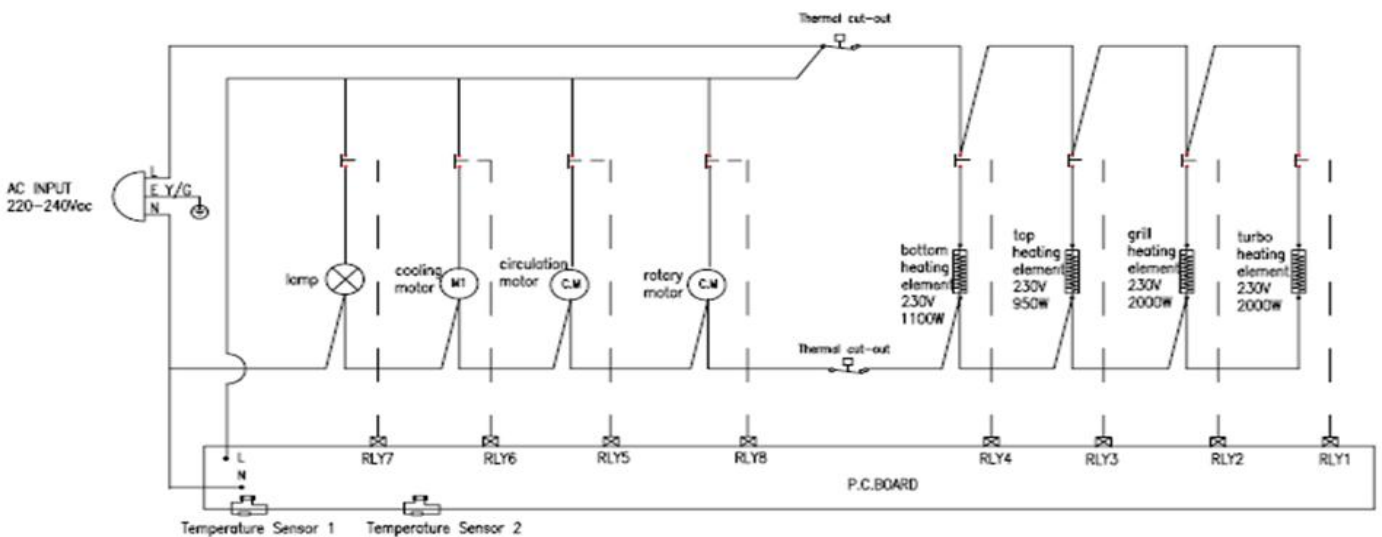 Thermal cut-out
AC INPUT
220-240Vac
L
E Y/G
N
lamp
cooling
motor
M1
circulation
motor
C.M
rotary
motor
C.M
bottom
heating
element
230V
1100W
top
heating
element
230V
950W
grill
heating
element
230V
2000W
turbo
heating
element
230V
2000W
Thermal cut-out
L
N
RLY7
RLY6
RLY5
RLY8
RLY4
RLY3
RLY2
RLY1
P.C.BOARD
Temperature Sensor 1
Temperature Sensor 2